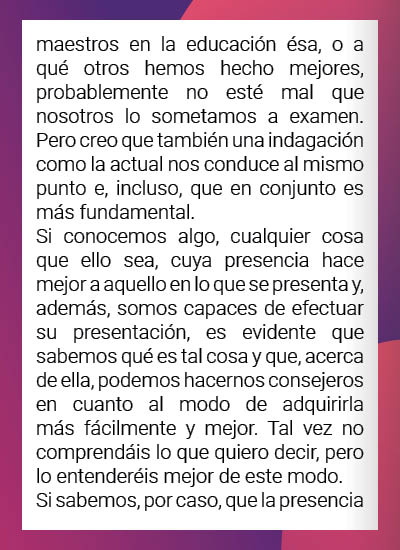 maestros en la educación ésa, o a
qué otros hemos hecho mejores,
probablemente no esté mal que
nosotros lo sometamos a examen.
Pero creo que también una indagación
como la actual nos conduce al mismo
punto e, incluso, que en conjunto es
más fundamental.
Si conocemos algo, cualquier cosa
que ello sea, cuya presencia hace
mejor a aquello en lo que se presenta y,
además, somos capaces de efectuar
su presentación, es evidente que
sabemos qué es tal cosa y que, acerca
de ella, podemos hacernos consejeros
en cuanto al modo de adquirirla
más fácilmente y mejor. Tal vez no
comprendáis lo que quiero decir, pero
lo entenderéis mejor de este modo.
Si sabemos, por caso, que la presencia